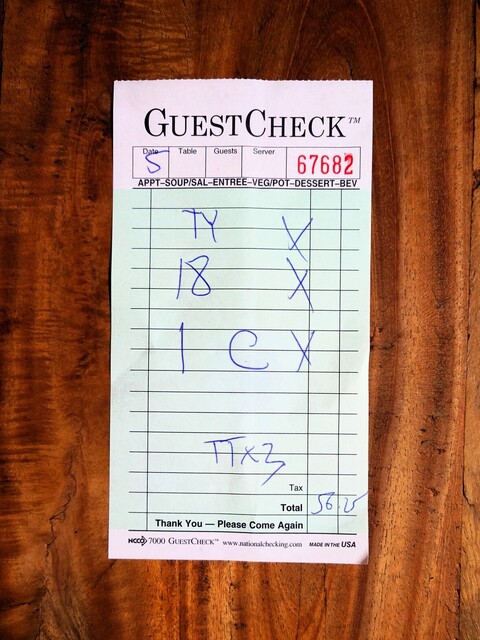 GUESTCHECK™
Date Table Guests Server
5 67682
APPT–SOUP/SAL–ENTREE–VEG/POT–DESSERT–BEV
TY X
18 X
1 C X
TTX3
Tax
Total 56.25
Thank You — Please Come Again
NCCO 7000 GUESTCHECK™ www.nationalchecking.com MADE IN THE USA